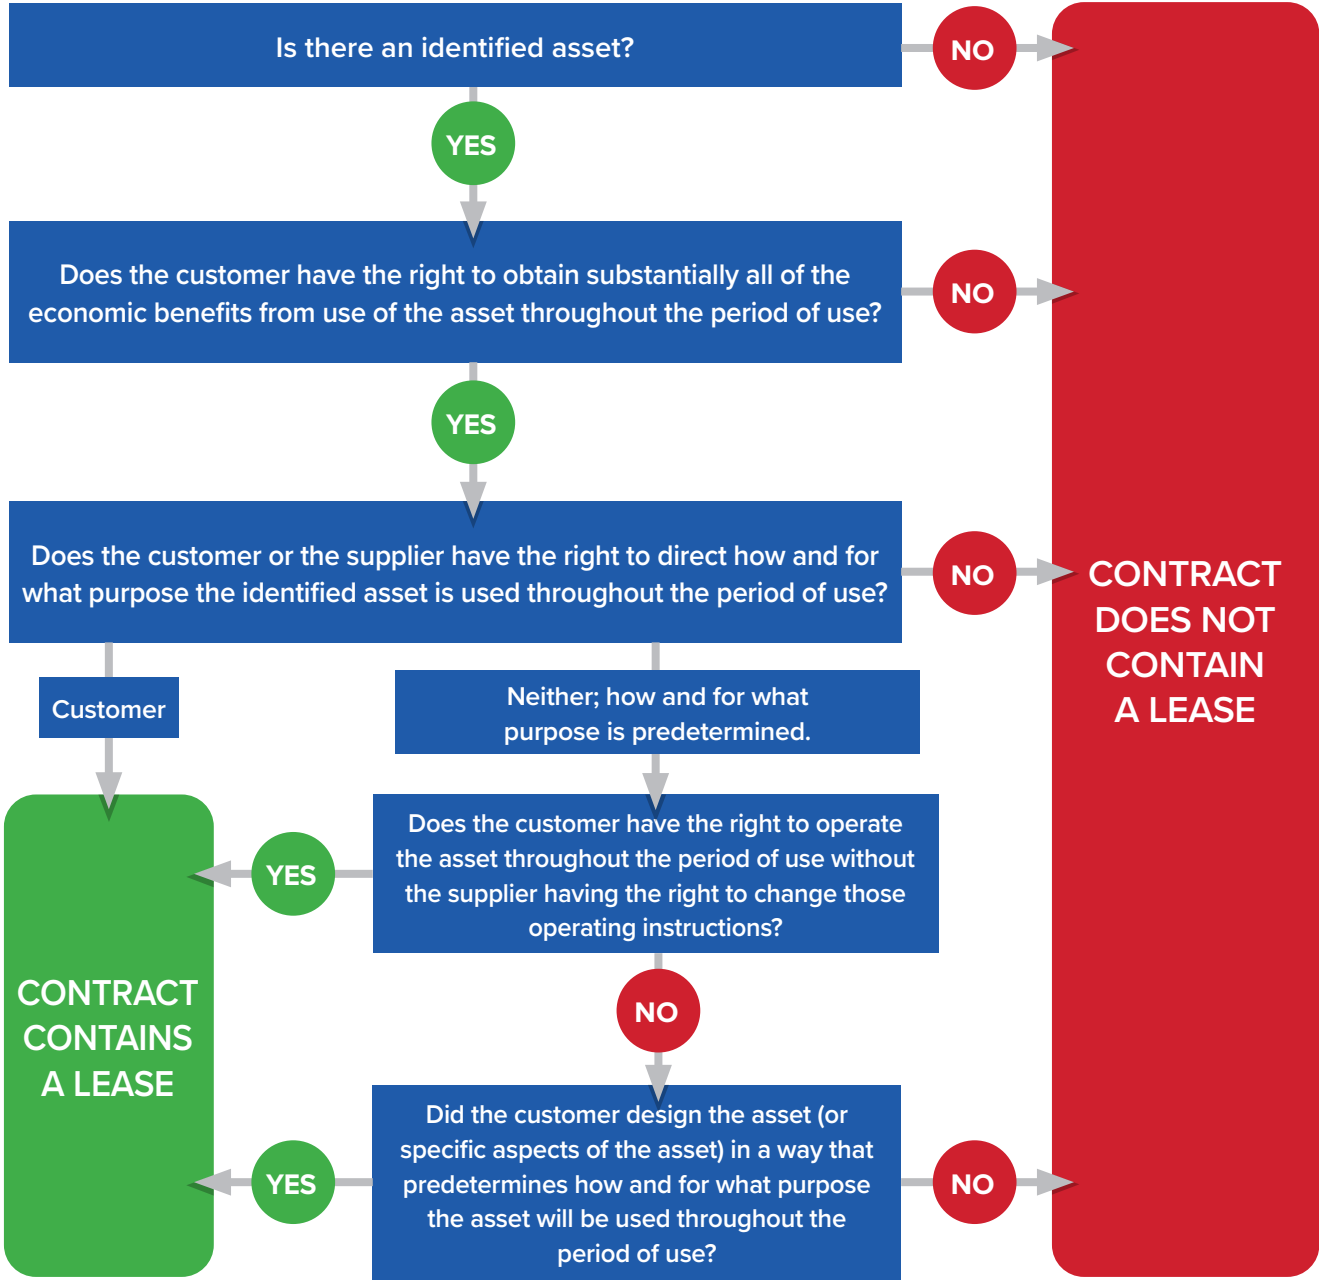 Is there an identified asset?
NO
YES
Does the customer have the right to obtain substantially all of the
economic benefits from use of the asset throughout the period of use?
NO
YES
Does the customer or the supplier have the right to direct how and for
what purpose the identified asset is used throughout the period of use?
NO
CONTRACT
DOES NOT
CONTAIN
A LEASE
Customer
Neither; how and for what
purpose is predetermined.
Does the customer have the right to operate
the asset throughout the period of use without
the supplier having the right to change those
operating instructions?
YES
CONTRACT
CONTAINS
A LEASE
NO
Did the customer design the asset (or
specific aspects of the asset) in a way that
predetermines how and for what purpose
the asset will be used throughout the
period of use?
YES
NO